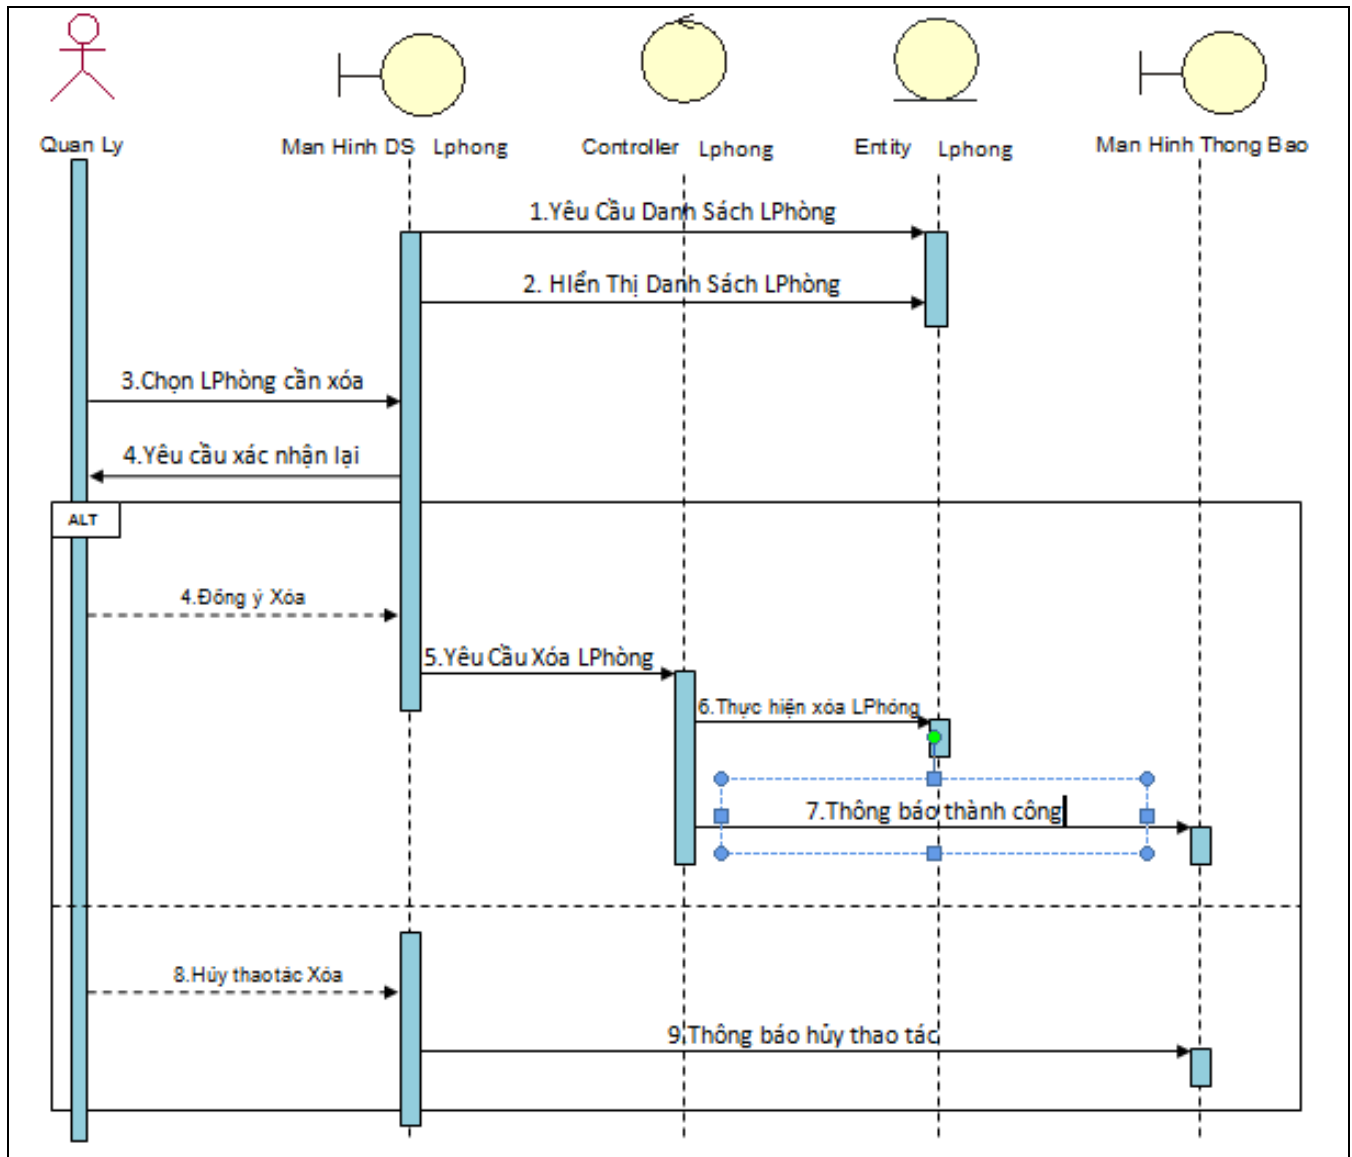 Quan Ly
Man Hinh DS Lphong
Controller Lphong
Entity Lphong
Man Hinh Thong Bao
1.Yêu Cầu Danh Sách LPhòng
2. HIển Thị Danh Sách LPhòng
3.Chọn LPhòng cần xóa
4.Yêu cầu xác nhận lại
ALT
4.Đồng ý Xóa
5.Yêu Cầu Xóa LPhòng
6.Thực hiện xóa LPhòng
7.Thông báo thành công
8.Hủy thao tác Xóa
9.Thông báo hủy thao tác